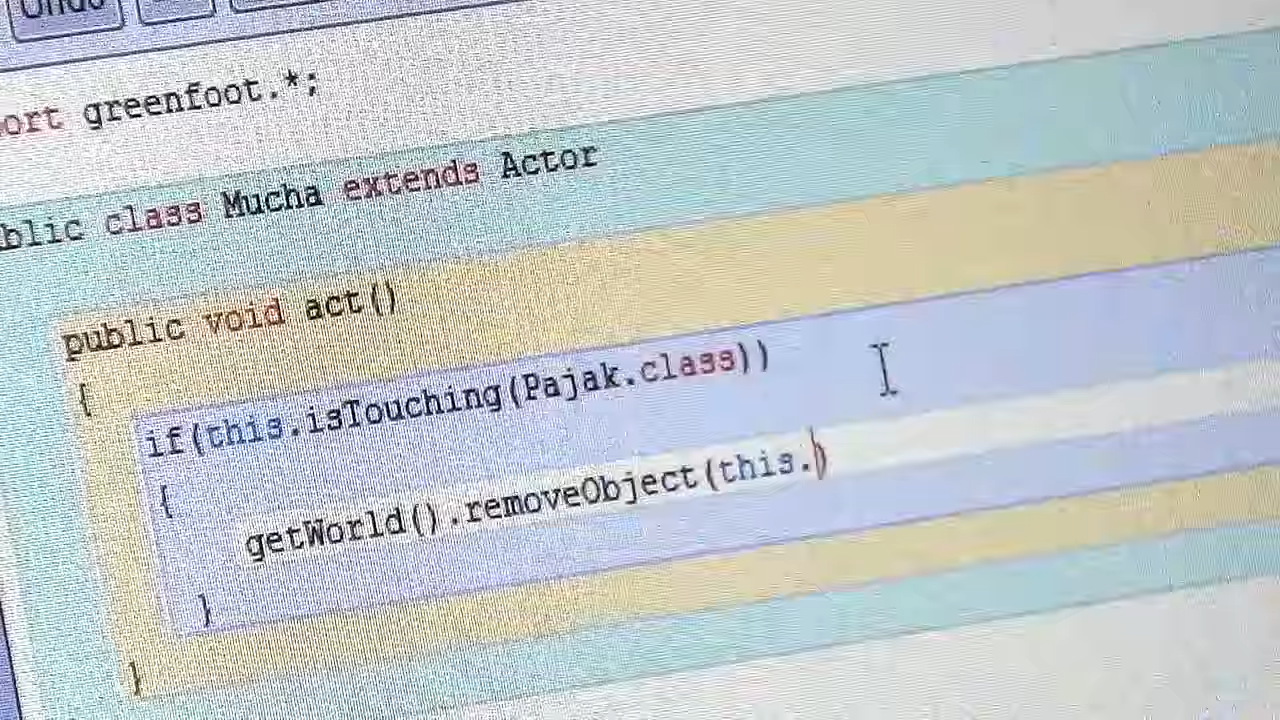 Undo
ort greenfoot.*;
blic class Mucha extends Actor
public void act()
{
if(this.isTouching(Pajak.class))
{
getWorld().removeObject(this.)
}
}